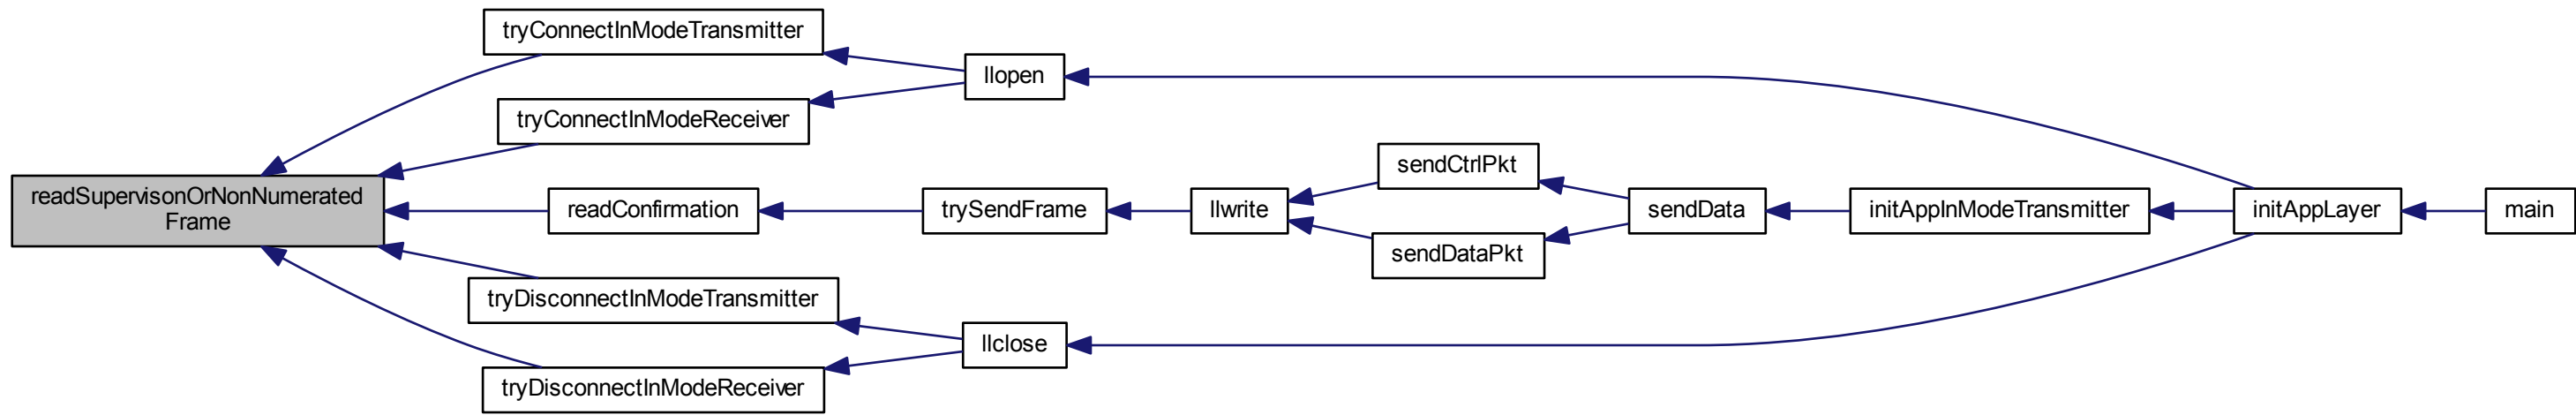 tryConnectInModeTransmitter
llopen
tryConnectInModeReceiver
sendCtrlPkt
readSupervisonOrNonNumerated
Frame
readConfirmation
trySendFrame
llwrite
sendData
initAppInModeTransmitter
initAppLayer
main
sendDataPkt
tryDisconnectInModeTransmitter
llclose
tryDisconnectInModeReceiver